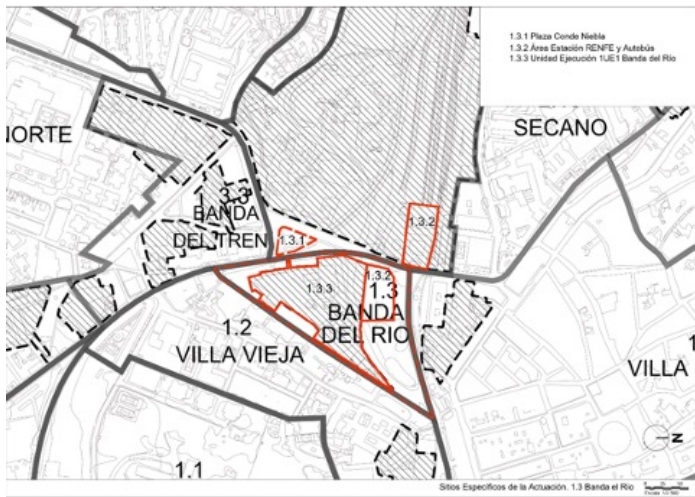 1.3.1 Plaza Conde Niebla
1.3.2 Área Estación RENFE y Autobús
1.3.3 Unidad Ejecución 1UE1 Banda del Río
NORTE
SECANO
3.3
BANDA
DEL TREN
1.3.1
1.3.2
1.3.2
1.3.3
1.3
BANDA
DEL RIO
1.2
VILLA VIEJA
1
VILLA
1.1
N
Sitios Específicos de la Actuación. 1.3 Banda el Río